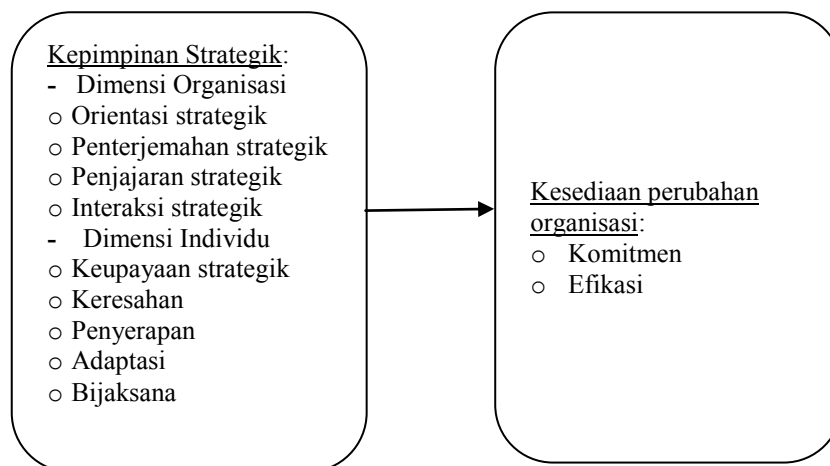 Kepimpinan Strategik:
- Dimensi Organisasi
o Orientasi strategik
o Penterjemahan strategik
o Penjajaran strategik
o Interaksi strategik
- Dimensi Individu
o Keupayaan strategik
o Keresahan
o Penyerapan
o Adaptasi
o Bijaksana
Kesediaan perubahan
organisasi:
o Komitmen
o Efikasi